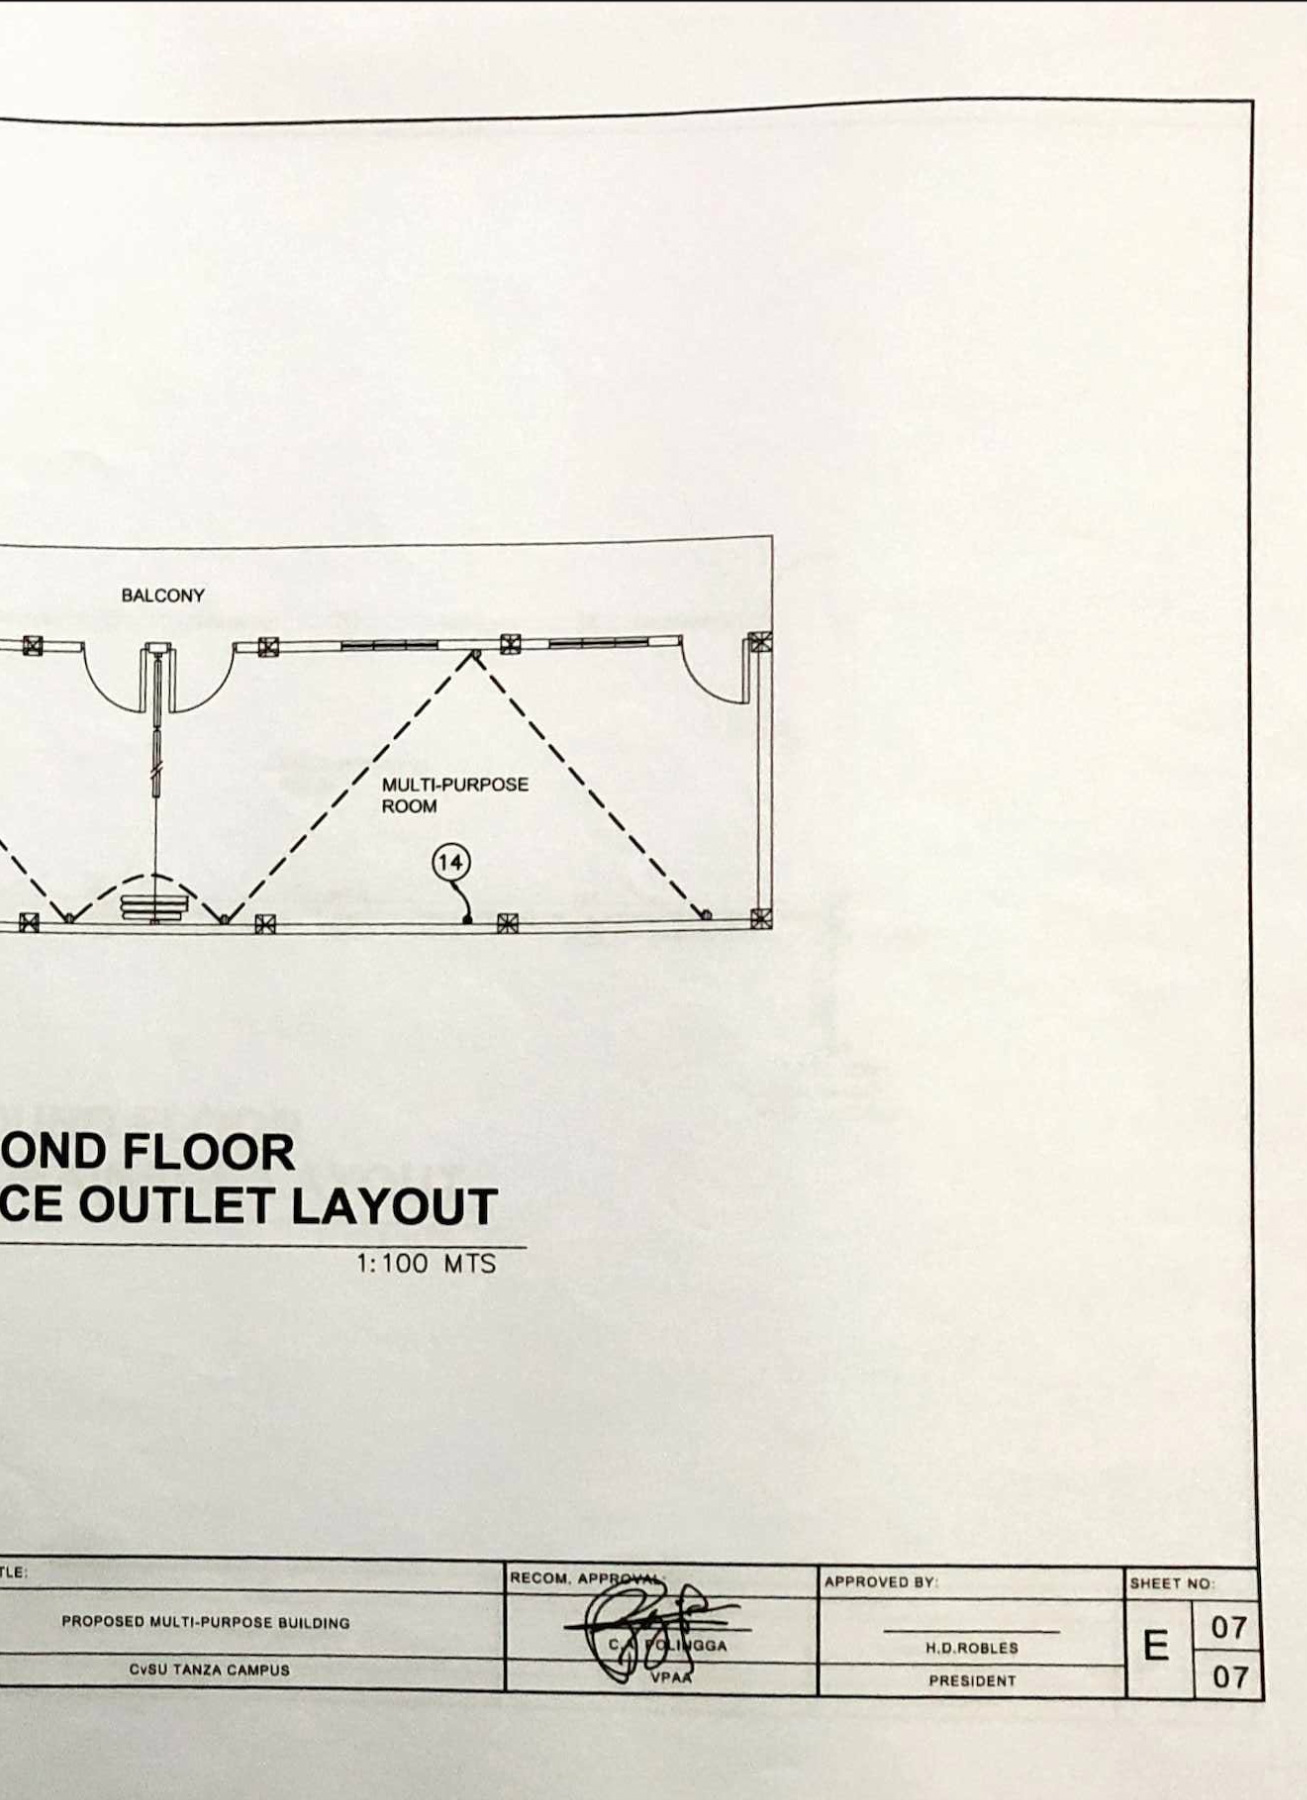 BALCONY
MULTI-PURPOSE
ROOM
14
OND FLOOR
CE OUTLET LAYOUT
1:100 MTS
TLE:
PROPOSED MULTI-PURPOSE BUILDING
CvSU TANZA CAMPUS
RECOM. APPROVAL:
C.A. POLINGGA
VPAA
APPROVED BY:
H.D.ROBLES
PRESIDENT
SHEET NO:
E
07
07